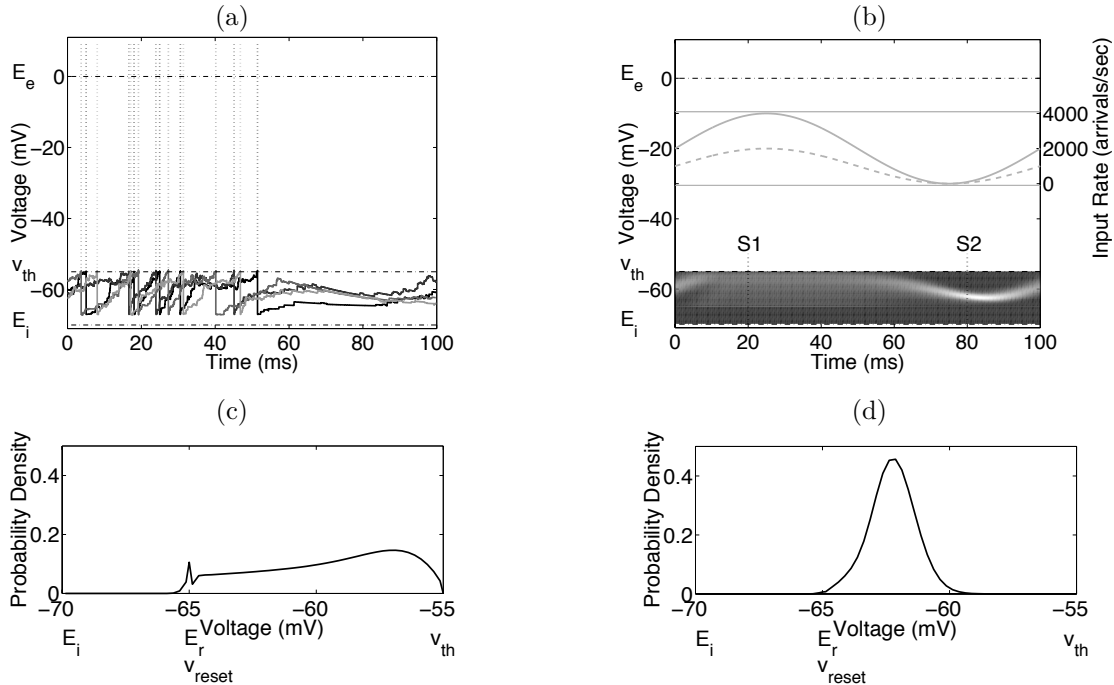 (a)
E_e
0
−20
−40
v_th
−60
E_i
Voltage (mV)
0 20 40 60 80 100
Time (ms)
(b)
E_e
0
−20
−40
v_th
−60
E_i
Voltage (mV)
4000
2000
0
Input Rate (arrivals/sec)
S1 S2
0 20 40 60 80 100
Time (ms)
(c)
Probability Density
0.4
0.2
0
−70 −65 −60 −55
Voltage (mV)
E_i E_r v_th
v_reset
(d)
Probability Density
0.4
0.2
0
−70 −65 −60 −55
Voltage (mV)
E_i E_r v_th
v_reset